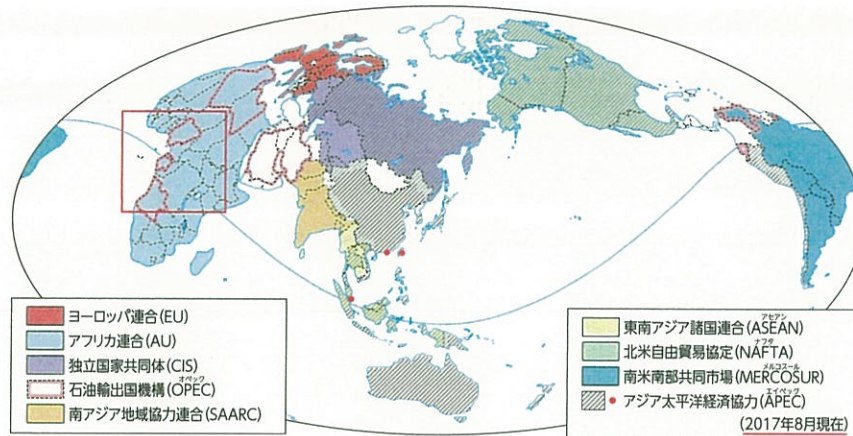 ヨーロッパ連合(EU)
アフリカ連合(AU)
独立国家共同体(CIS)
オペック
石油輸出国機構(OPEC)
南アジア地域協力連合(SAARC)
アセアン
東南アジア諸国連合(ASEAN)
ナフタ
北米自由貿易協定(NAFTA)
メルコスール
南米南部共同市場(MERCOSUR)
エイペック
アジア太平洋経済協力(APEC)
(2017年8月現在)